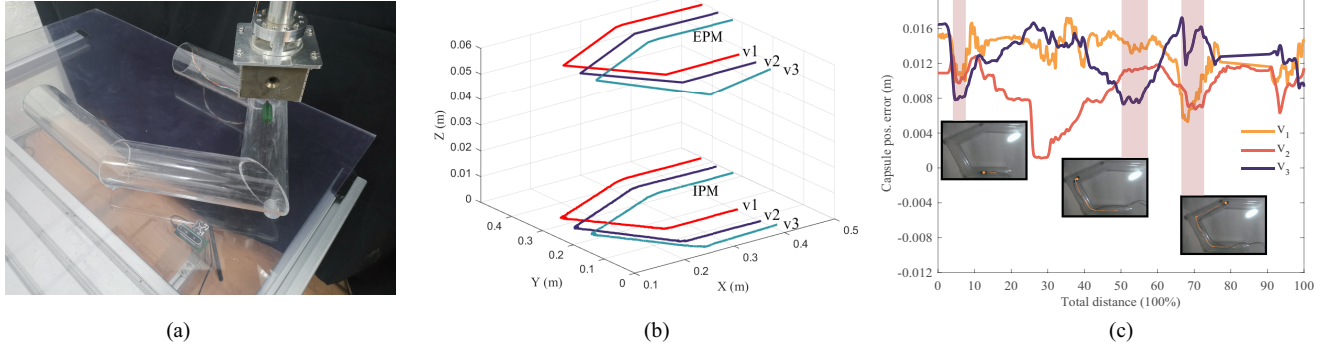 0.06
0.05
0.04
0.03
0.02
0.01
0
Z (m)
EPM
v1
v2
v3
IPM
v1
v2
v3
0.4
0.3
0.2
0.1
0
Y (m)
0.1
0.2
0.3
0.4
0.5
X (m)
0.016
0.012
0.008
0.004
0
-0.004
-0.008
-0.012
Capsule pos. error (m)
V1
V2
V3
0 10 20 30 40 50 60 70 80 90 100
Total distance (100%)
(a)
(b)
(c)